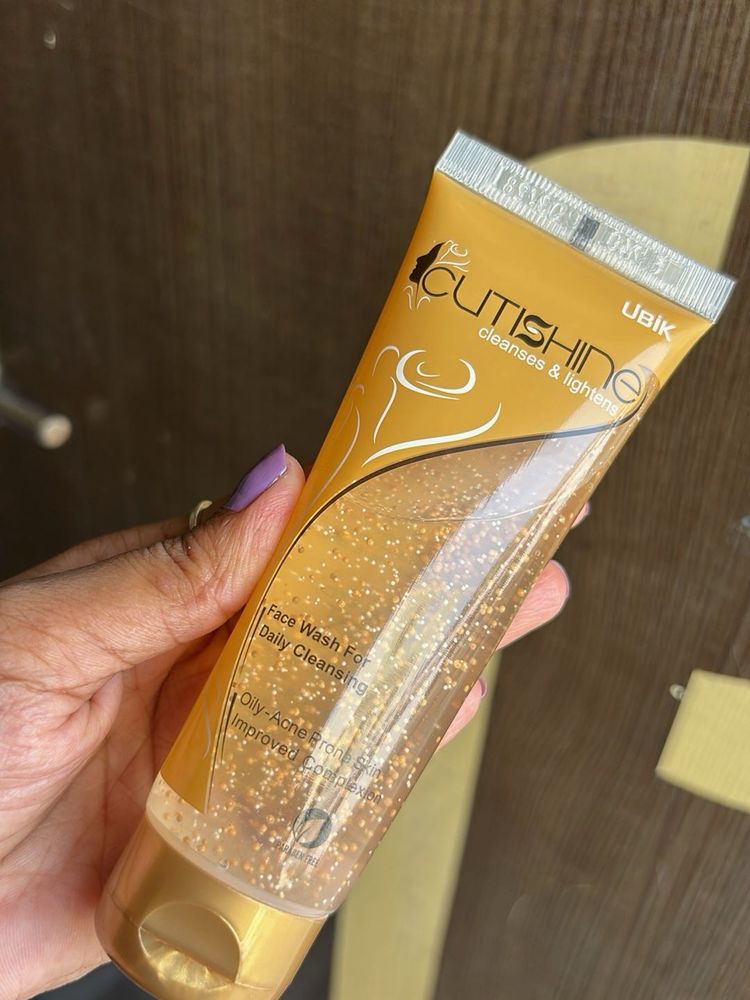 UBiK
CUTISHINE
cleanses & lightens
Face Wash For
Daily Cleansing
Oily-Acne Prone Skin
Improved Complexion
PARABEN FREE